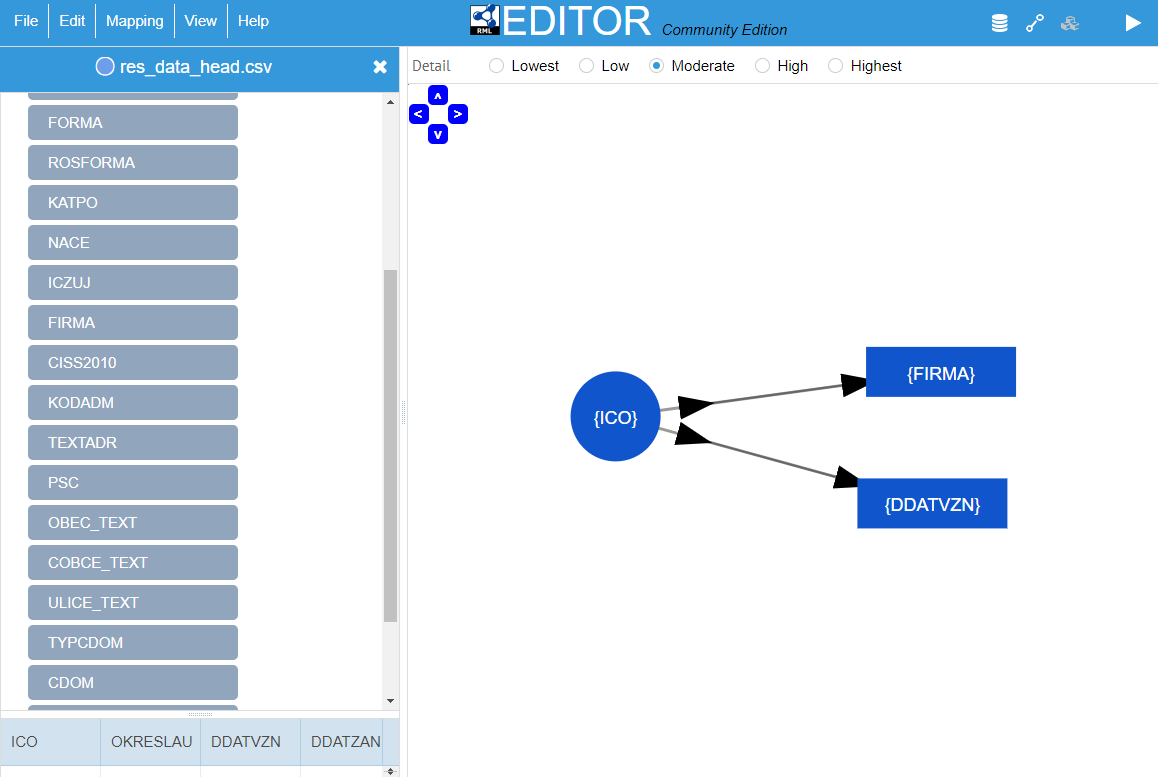 File Edit Mapping View Help
RML EDITOR Community Edition
res_data_head.csv
Detail Lowest Low Moderate High Highest
FORMA
ROSFORMA
KATPO
NACE
ICZUJ
FIRMA
CISS2010
KODADM
TEXTADR
PSC
OBEC_TEXT
COBCE_TEXT
ULICE_TEXT
TYPCDOM
CDOM
ICO OKRESLAU DDATVZN DDATZAN
^
< >
v
{FIRMA}
{ICO}
{DDATVZN}